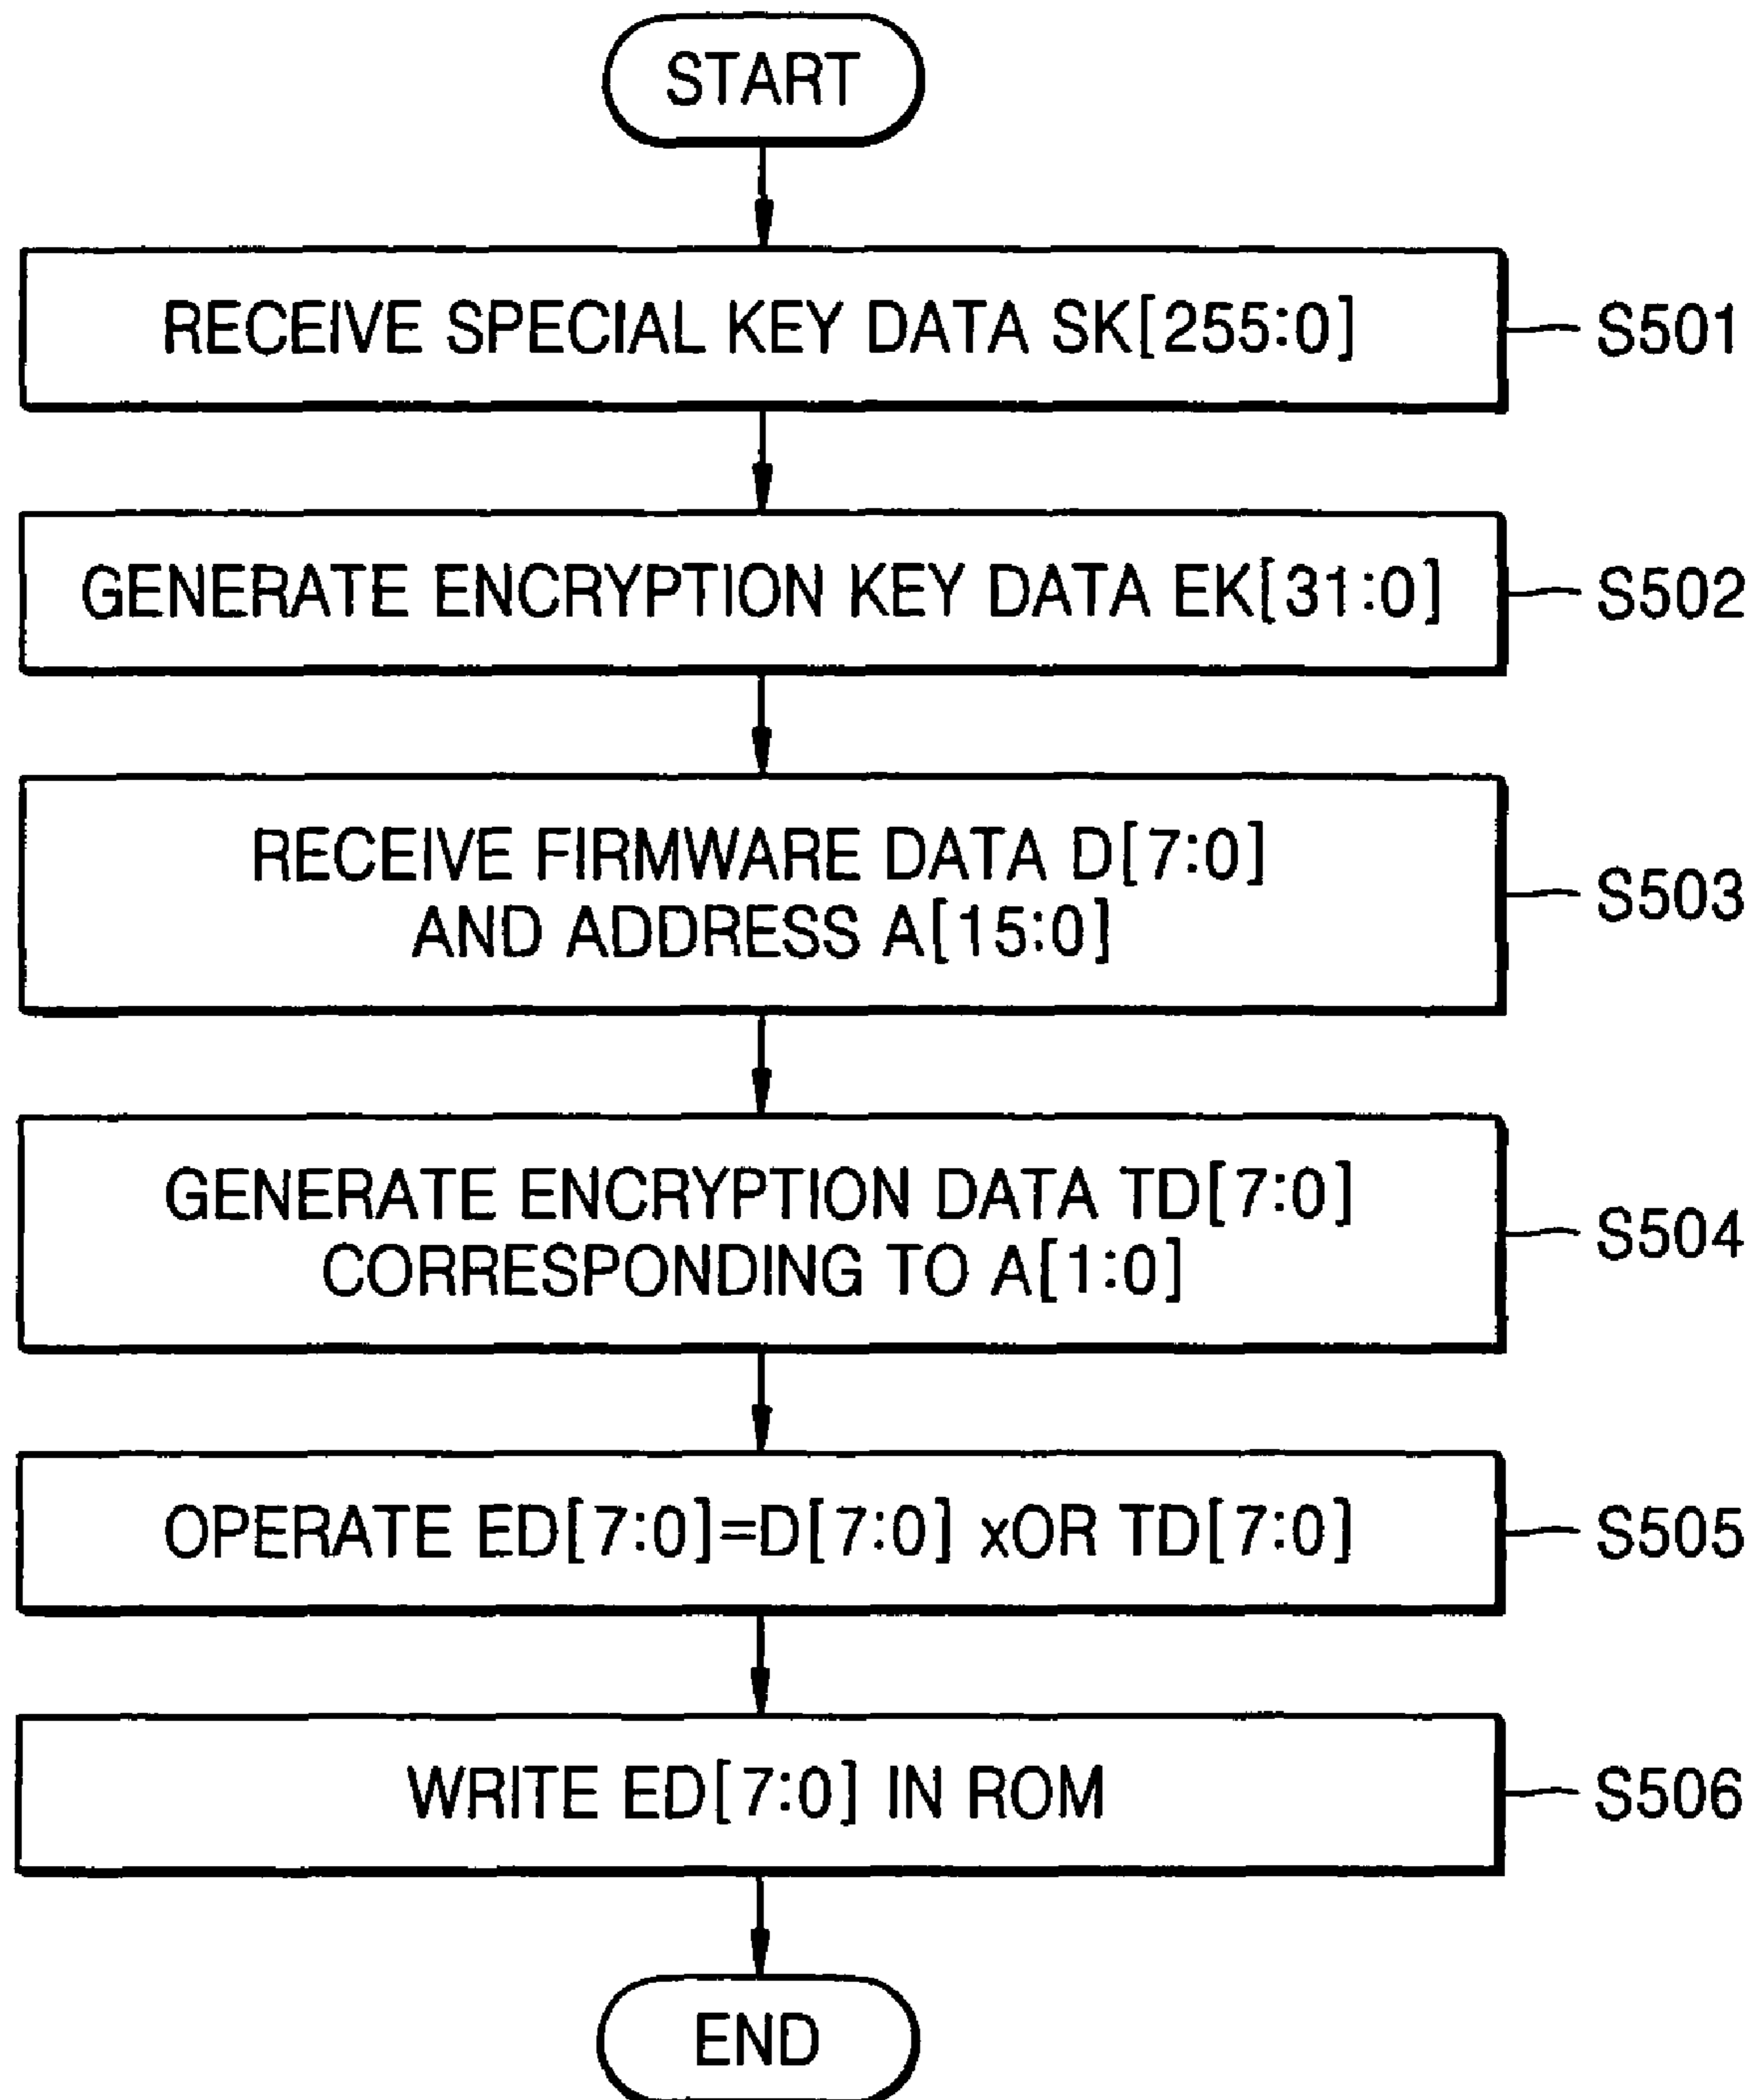 START
RECEIVE SPECIAL KEY DATA SK[255:0]
S501
GENERATE ENCRYPTION KEY DATA EK[31:0]
S502
RECEIVE FIRMWARE DATA D[7:0]
AND ADDRESS A[15:0]
S503
GENERATE ENCRYPTION DATA TD[7:0]
CORRESPONDING TO A[1:0]
S504
OPERATE ED[7:0]=D[7:0] xOR TD[7:0]
S505
WRITE ED[7:0] IN ROM
S506
END